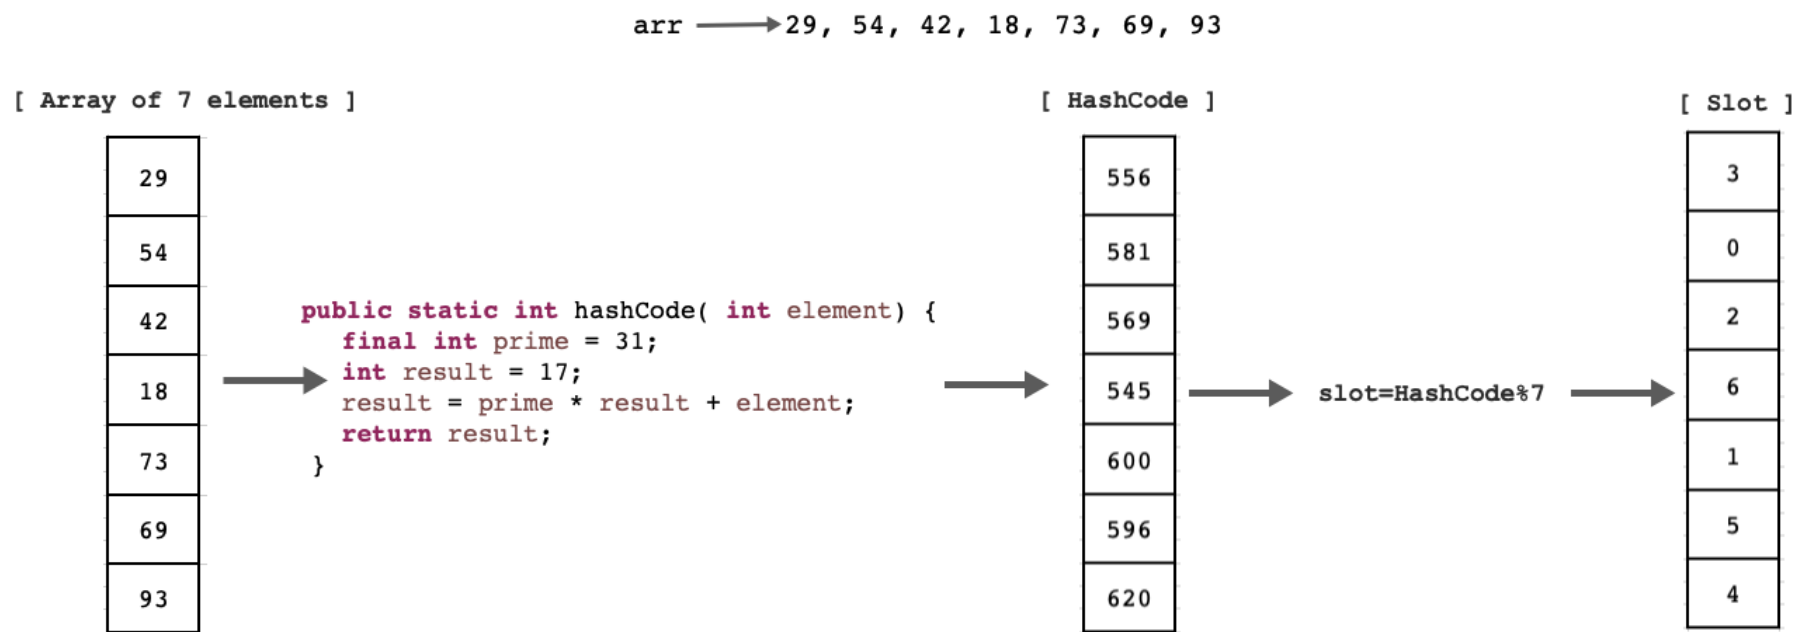 arr 29, 54, 42, 18, 73, 69, 93
[ Array of 7 elements ]
29
54
42
18
73
69
93
public static int hashCode( int element) {
final int prime = 31;
int result = 17;
result = prime * result + element;
return result;
}
[ HashCode ]
556
581
569
545
600
596
620
slot=HashCode%7
[ Slot ]
3
0
2
6
1
5
4